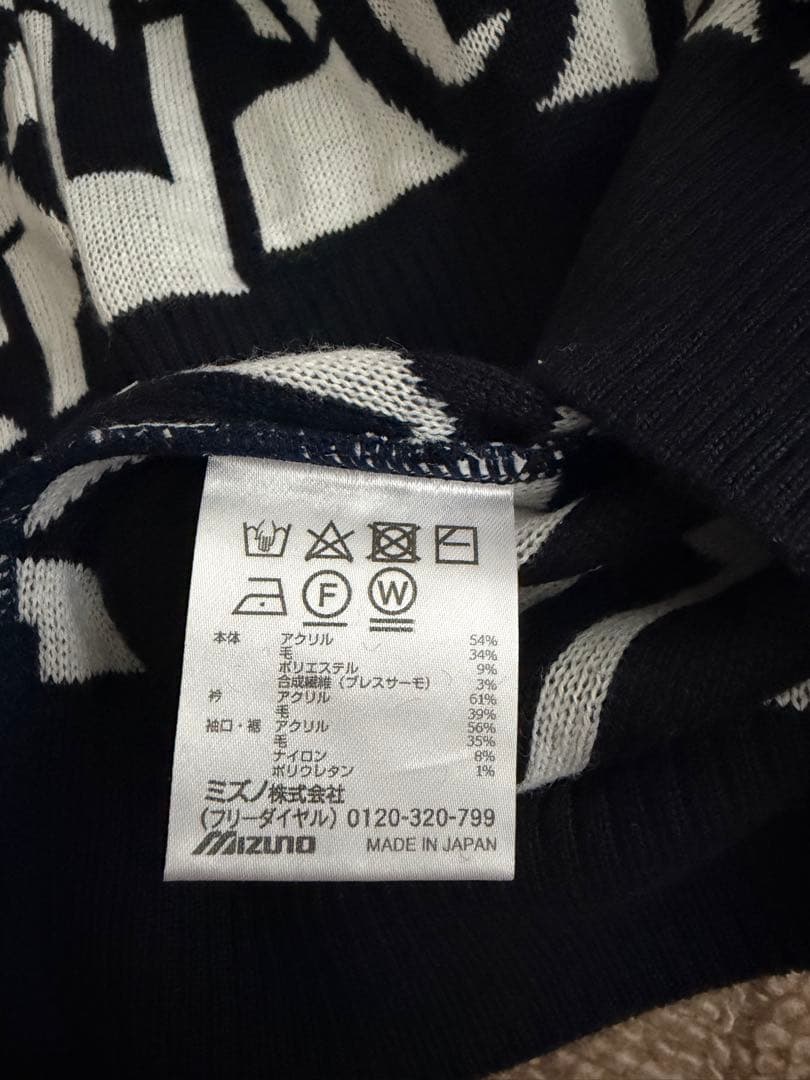 F W
本体 アクリル 54%
毛 34%
ポリエステル 9%
合成繊維（ブレスサーモ） 3%
衿 アクリル 61%
毛 39%
袖口・裾 アクリル 56%
毛 35%
ナイロン 8%
ポリウレタン 1%
ミズノ株式会社
(フリーダイヤル) 0120-320-799
MIZUNO MADE IN JAPAN